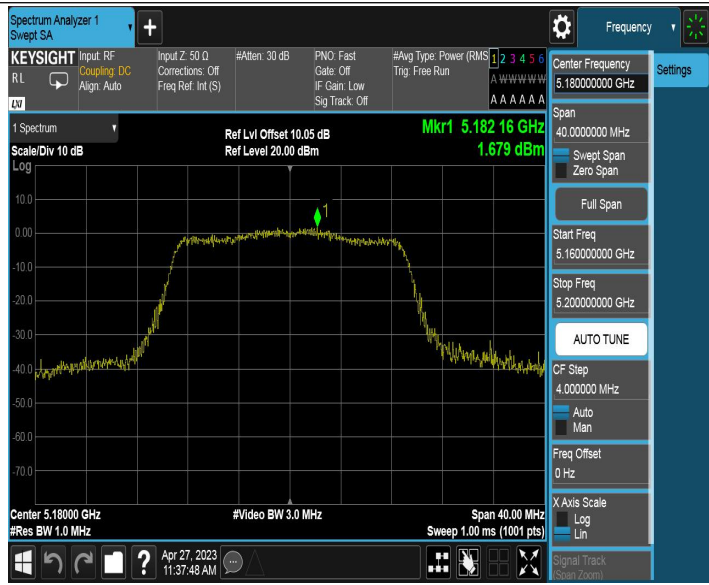 Spectrum Analyzer 1
Swept SA
+
Frequency
KEYSIGHT
RL
LXI
Input: RF
Coupling: DC
Align: Auto
Input Z: 50 Ω
Corrections: Off
Freq Ref: Int (S)
#Atten: 30 dB
PNO: Fast
Gate: Off
IF Gain: Low
Sig Track: Off
#Avg Type: Power (RMS
Trig: Free Run
1 2 3 4 5 6
A W W W W W
A A A A A A
1 Spectrum
Scale/Div 10 dB
Log
Ref Lvl Offset 10.05 dB
Ref Level 20.00 dBm
Mkr1 5.182 16 GHz
1.679 dBm
1
10.0
0.00
-10.0
-20.0
-30.0
-40.0
-50.0
-60.0
-70.0
Center 5.18000 GHz
#Res BW 1.0 MHz
#Video BW 3.0 MHz
Span 40.00 MHz
Sweep 1.00 ms (1001 pts)
?
Apr 27, 2023
11:37:48 AM
Center Frequency
5.180000000 GHz
Settings
Span
40.0000000 MHz
Swept Span
Zero Span
Full Span
Start Freq
5.160000000 GHz
Stop Freq
5.200000000 GHz
AUTO TUNE
CF Step
4.000000 MHz
Auto
Man
Freq Offset
0 Hz
X Axis Scale
Log
Lin
Signal Track
(Span Zoom)